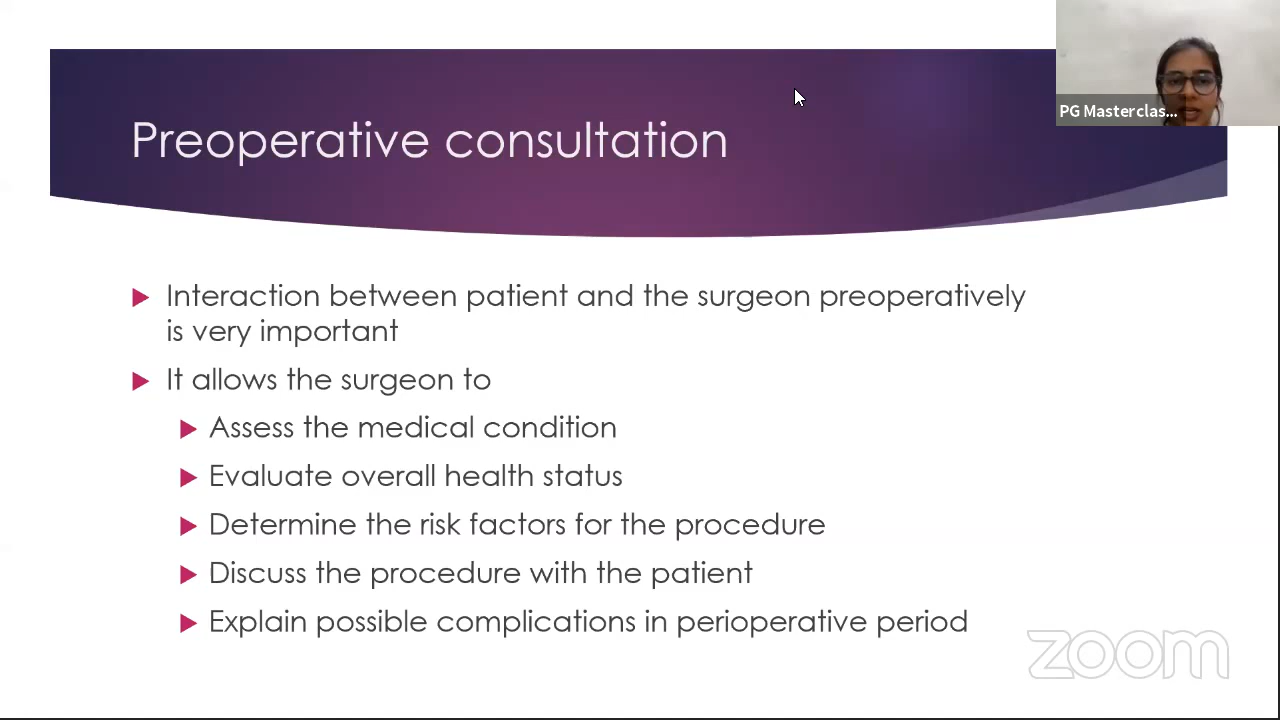 PG Masterclas...
Preoperative consultation
Interaction between patient and the surgeon preoperatively
is very important
It allows the surgeon to
Assess the medical condition
Evaluate overall health status
Determine the risk factors for the procedure
Discuss the procedure with the patient
Explain possible complications in perioperative period
zoom